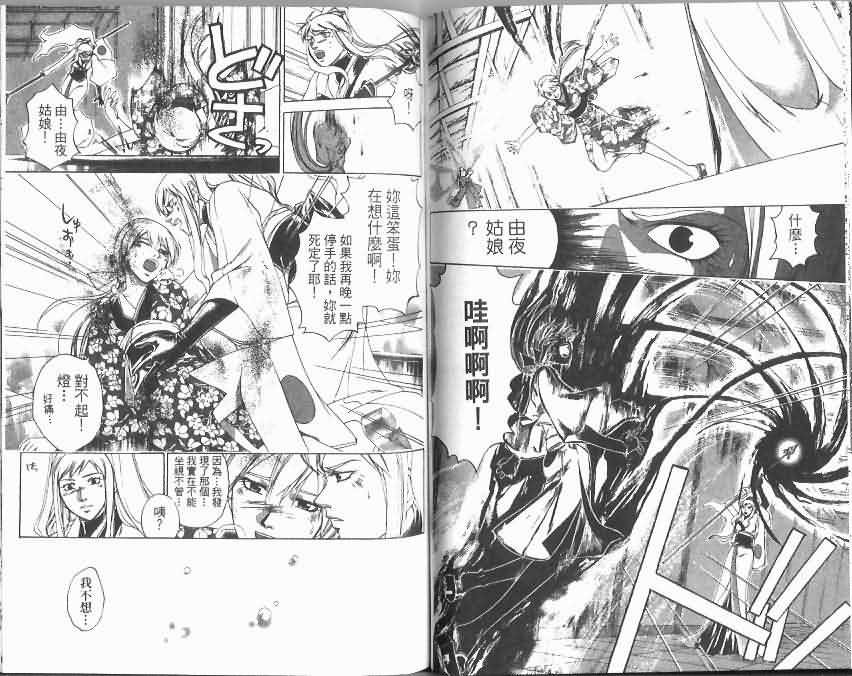 什麼…
由夜
姑娘
?
哇啊啊啊!
呀!
由…由夜
姑娘!
妳這笨蛋!妳
在想什麼啊!
如果我再晚一點
停手的話,妳就
死定了耶!
對不起!
燈…
好痛…
因為…我發
現了那個…
我實在不能
坐視不管…
咦?
我不想…